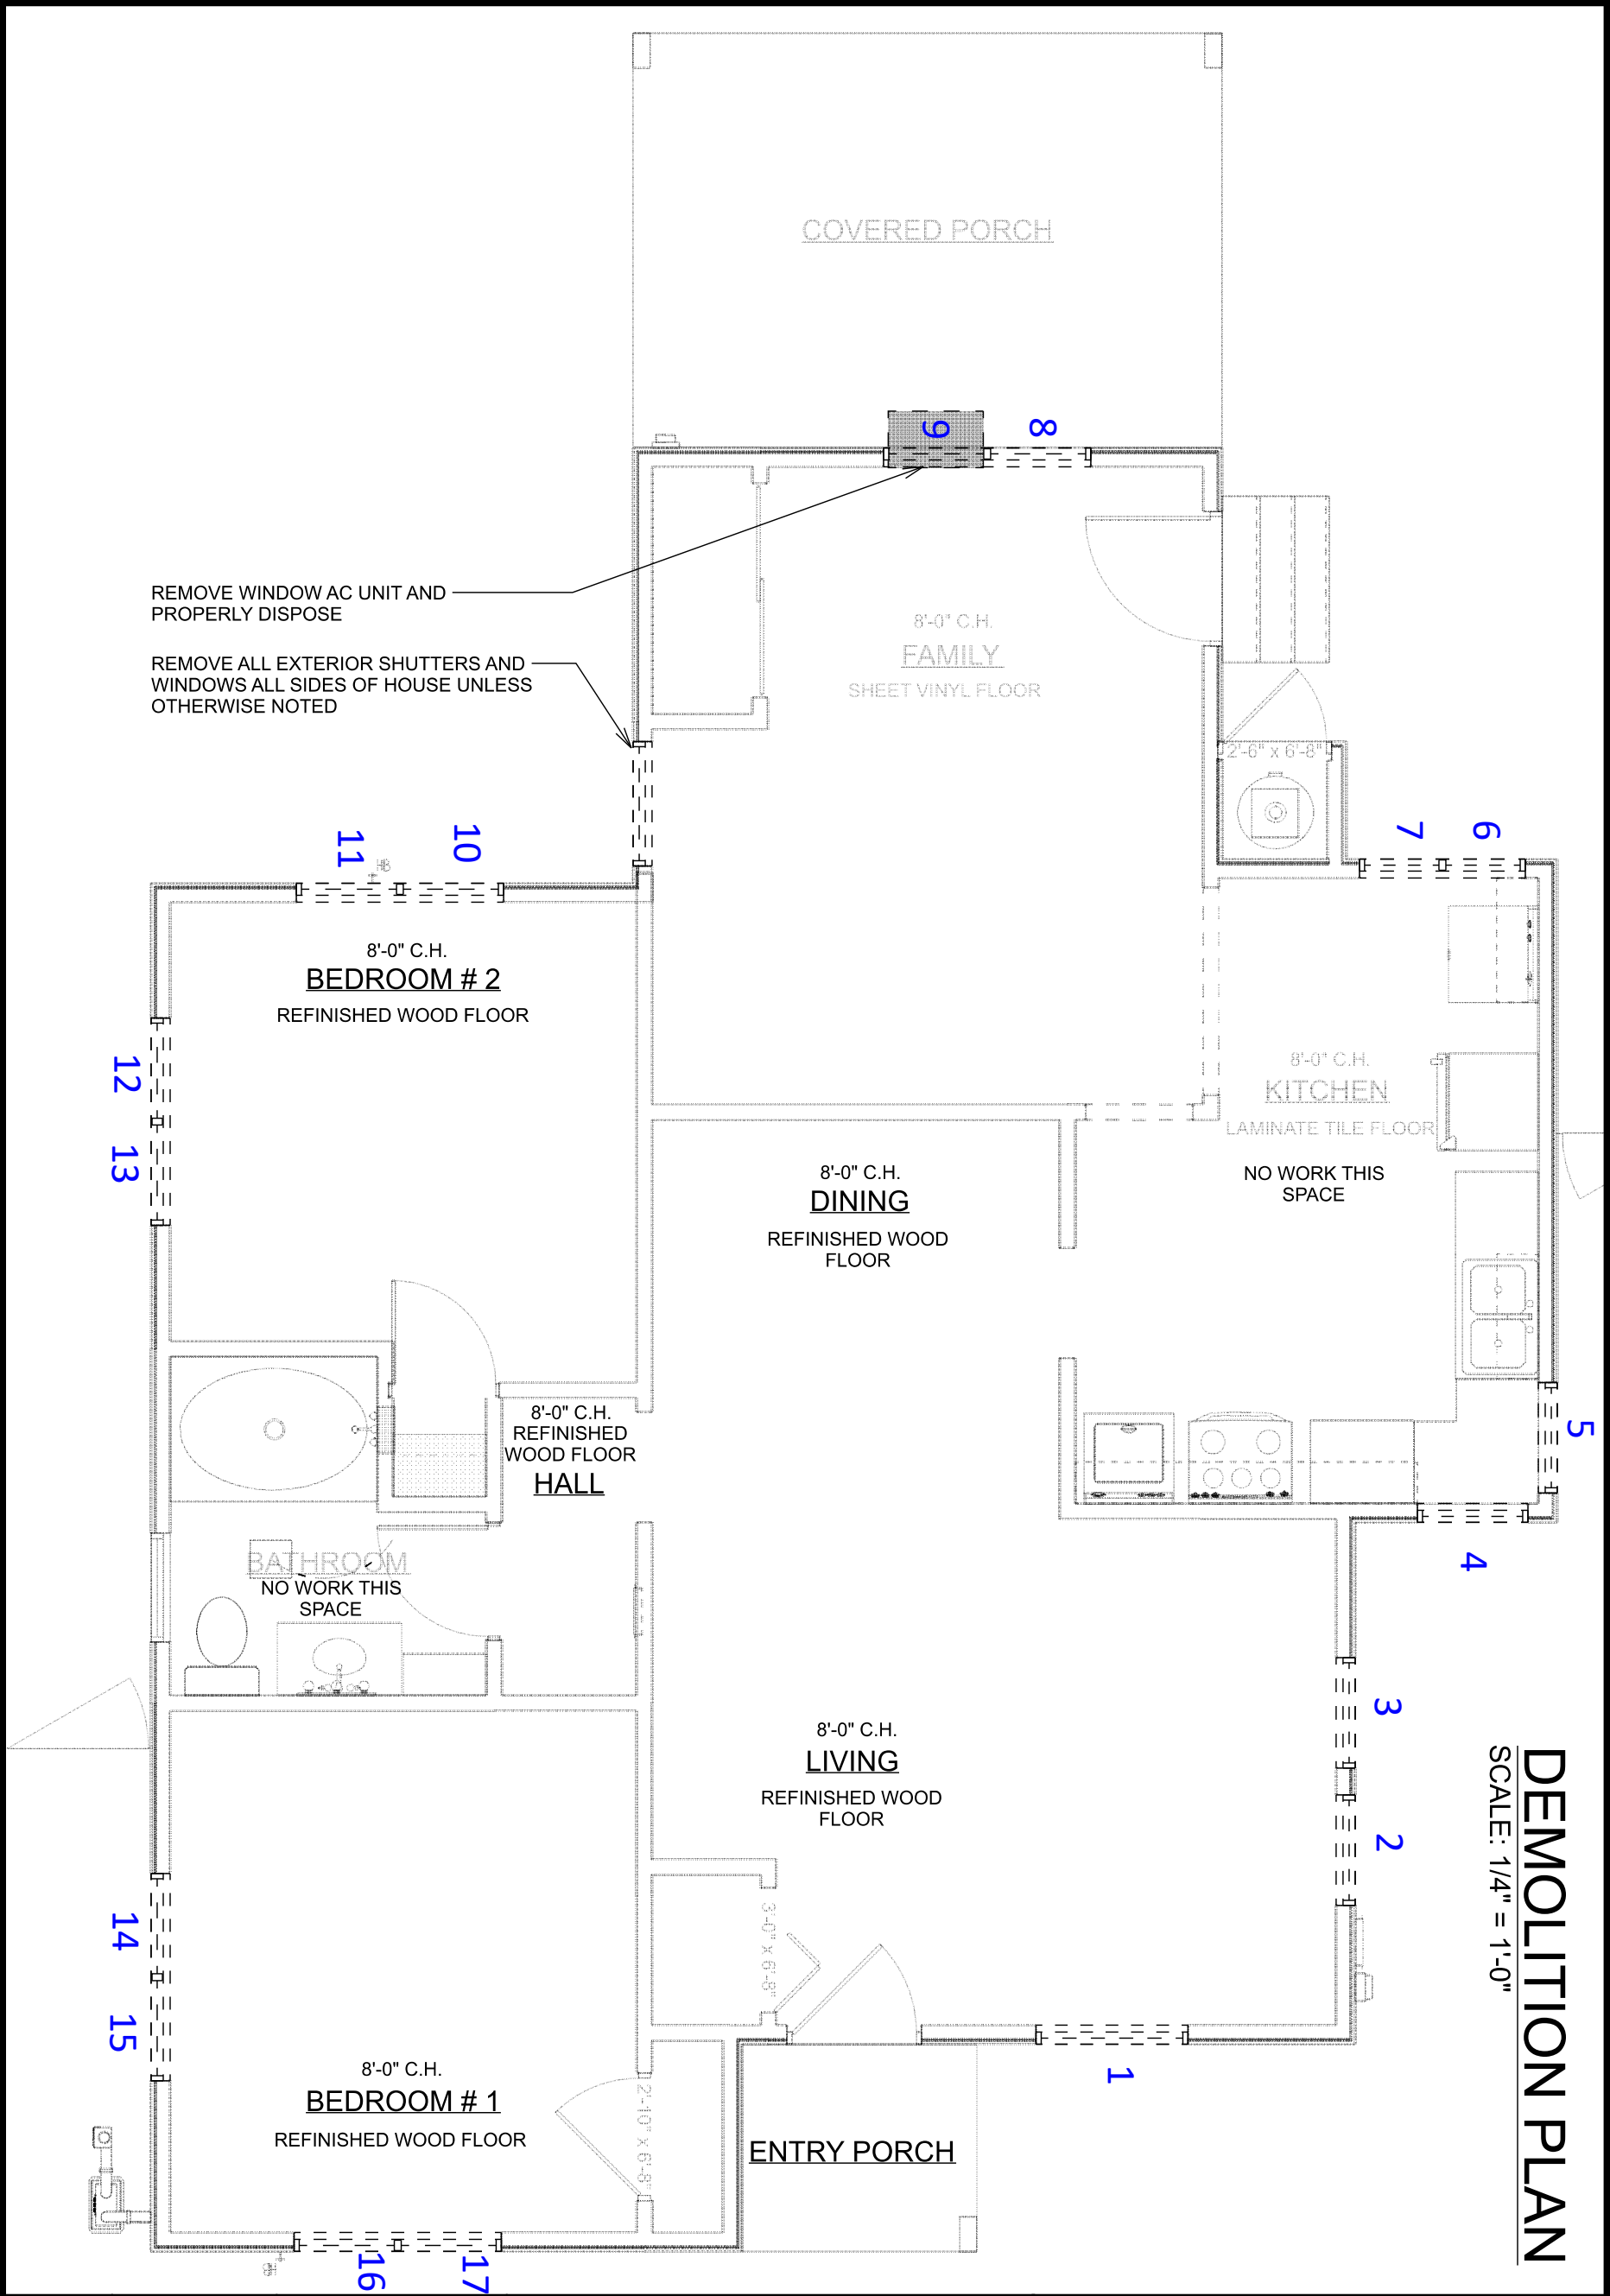 COVERED PORCH
9
8
REMOVE WINDOW AC UNIT AND
PROPERLY DISPOSE
REMOVE ALL EXTERIOR SHUTTERS AND
WINDOWS ALL SIDES OF HOUSE UNLESS
OTHERWISE NOTED
8'-0" C.H.
FAMILY
SHEET VINYL FLOOR
2'-6" x 6'-8"
7
6
11
10
HB
8'-0" C.H.
BEDROOM # 2
REFINISHED WOOD FLOOR
12
13
8'-0" C.H.
KITCHEN
LAMINATE TILE FLOOR
NO WORK THIS
SPACE
8'-0" C.H.
DINING
REFINISHED WOOD
FLOOR
8'-0" C.H.
REFINISHED
WOOD FLOOR
HALL
5
4
BATHROOM
NO WORK THIS
SPACE
3
2
8'-0" C.H.
LIVING
REFINISHED WOOD
FLOOR
3'-0" X 6'-8"
14
15
1
8'-0" C.H.
BEDROOM # 1
REFINISHED WOOD FLOOR
2'-10" X 6'-8"
ENTRY PORCH
16
17
DEMOLITION PLAN
SCALE: 1/4" = 1'-0"